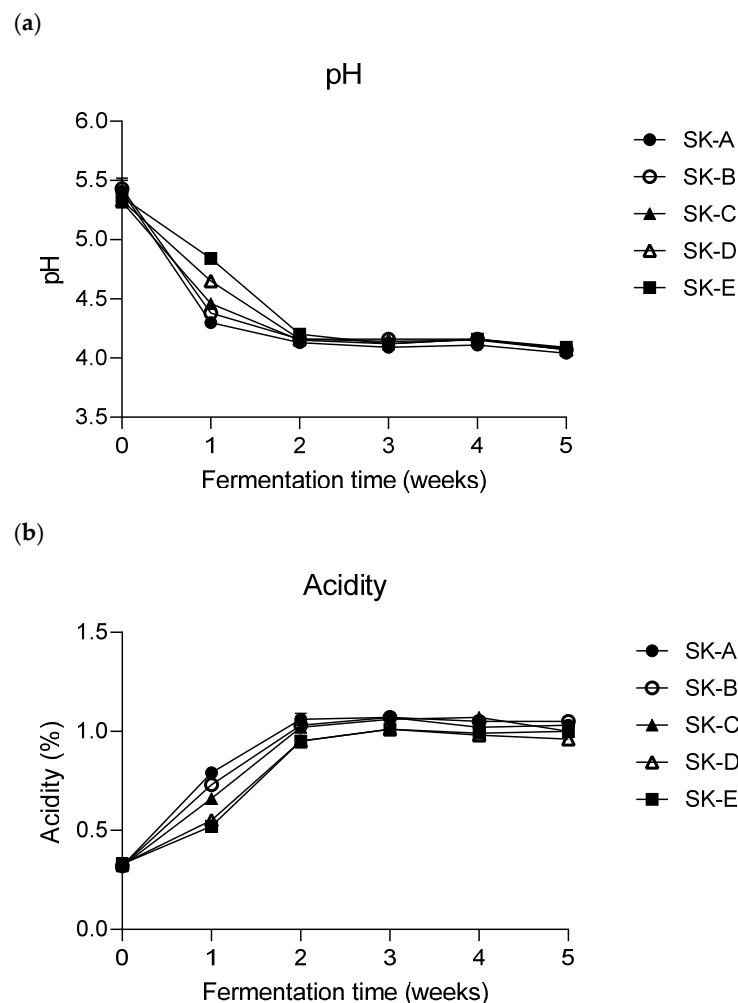 (a)
pH
6.0
5.5
5.0
4.5
4.0
3.5
pH
0 1 2 3 4 5
Fermentation time (weeks)
SK-A
SK-B
SK-C
SK-D
SK-E
(b)
Acidity
1.5
1.0
0.5
0.0
Acidity (%)
0 1 2 3 4 5
Fermentation time (weeks)
SK-A
SK-B
SK-C
SK-D
SK-E